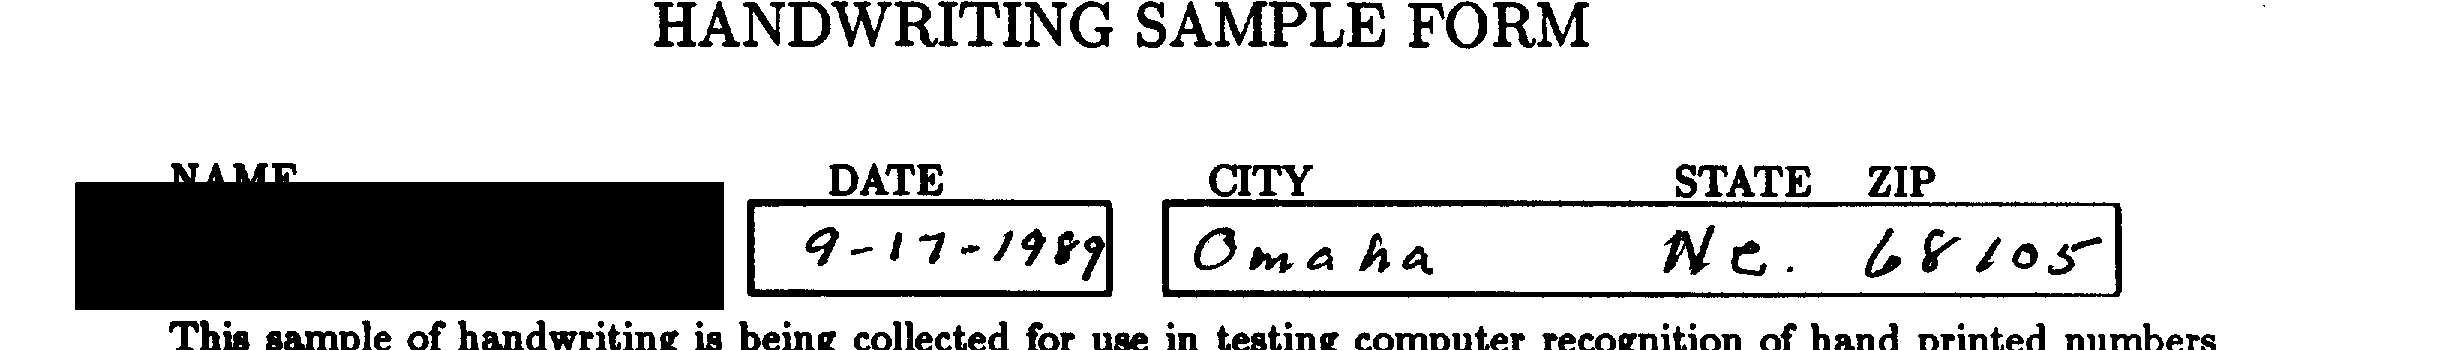 HANDWRITING SAMPLE FORM
NAME DATE CITY STATE ZIP
9-17-1989 Omaha Ne. 68105
This sample of handwriting is being collected for use in testing computer recognition of hand printed numbers